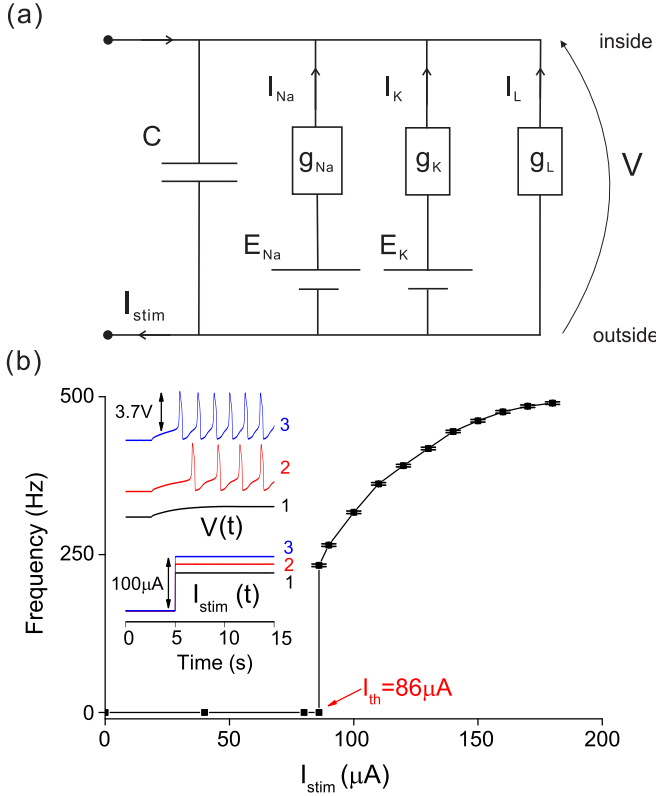 (a)
inside
I_Na I_K I_L
C
g_Na g_K g_L
V
E_Na E_K
I_stim
outside
(b)
500
3.7V
3
2
1
V(t)
3
2
1
100μA
I_stim (t)
0 5 10 15
Time (s)
250
0
Frequency (Hz)
I_th=86μA
0 50 100 150 200
I_stim (μA)